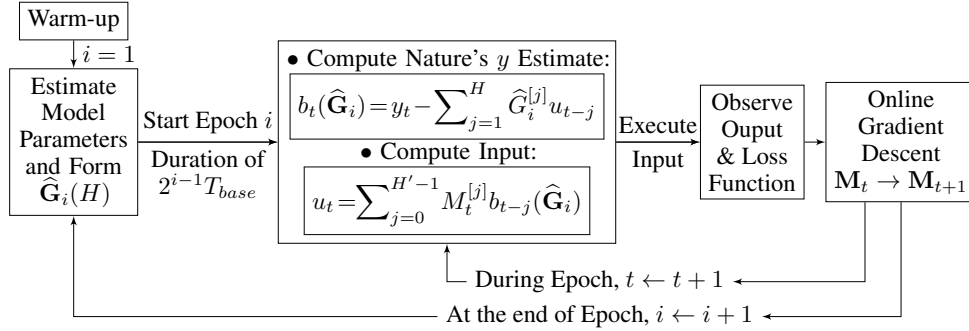 Warm-up
i = 1
Estimate
Model
Parameters
and Form
Ĝ_i(H)
Start Epoch i
Duration of
2^{i−1}T_{base}
• Compute Nature's y Estimate:
b_t(Ĝ_i) = y_t − ∑_{j=1}^{H} Ĝ_i^{[j]} u_{t−j}
• Compute Input:
u_t = ∑_{j=0}^{H′−1} M_t^{[j]} b_{t−j}(Ĝ_i)
Execute
Input
Observe
Ouput
& Loss
Function
Online
Gradient
Descent
M_t → M_{t+1}
During Epoch, t ← t + 1
At the end of Epoch, i ← i + 1